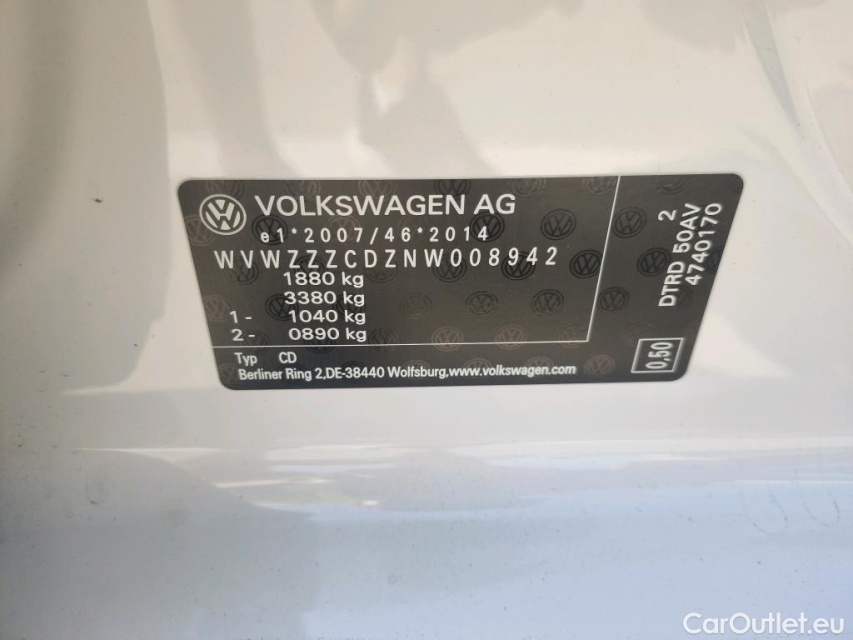 VOLKSWAGEN AG
e1*2007/46*2014
WVWZZZCDZNW008942
1880 kg
3380 kg
1 - 1040 kg
2 - 0890 kg
Typ CD
Berliner Ring 2,DE-38440 Wolfsburg,www.volkswagen.com
2
DTRD 50AV
4740170
0,50
CarOutlet.eu